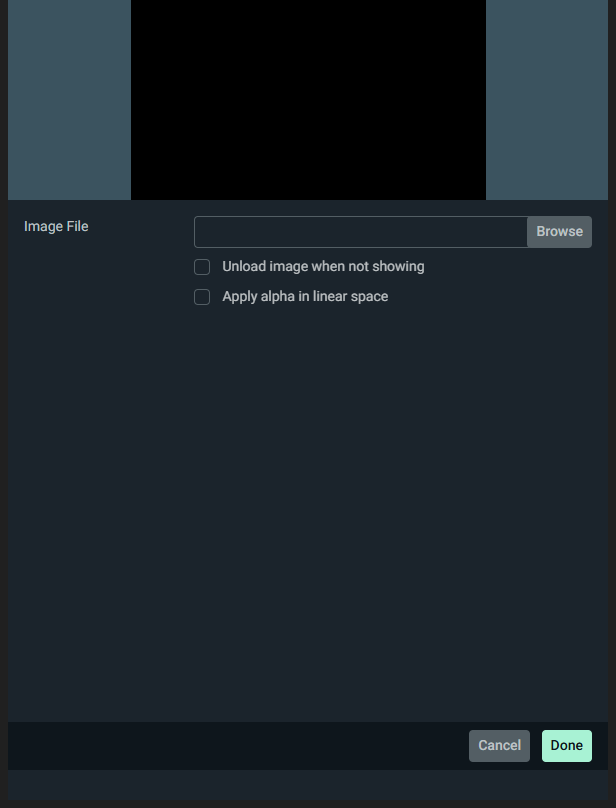 Image File
Browse
Unload image when not showing
Apply alpha in linear space
Cancel
Done